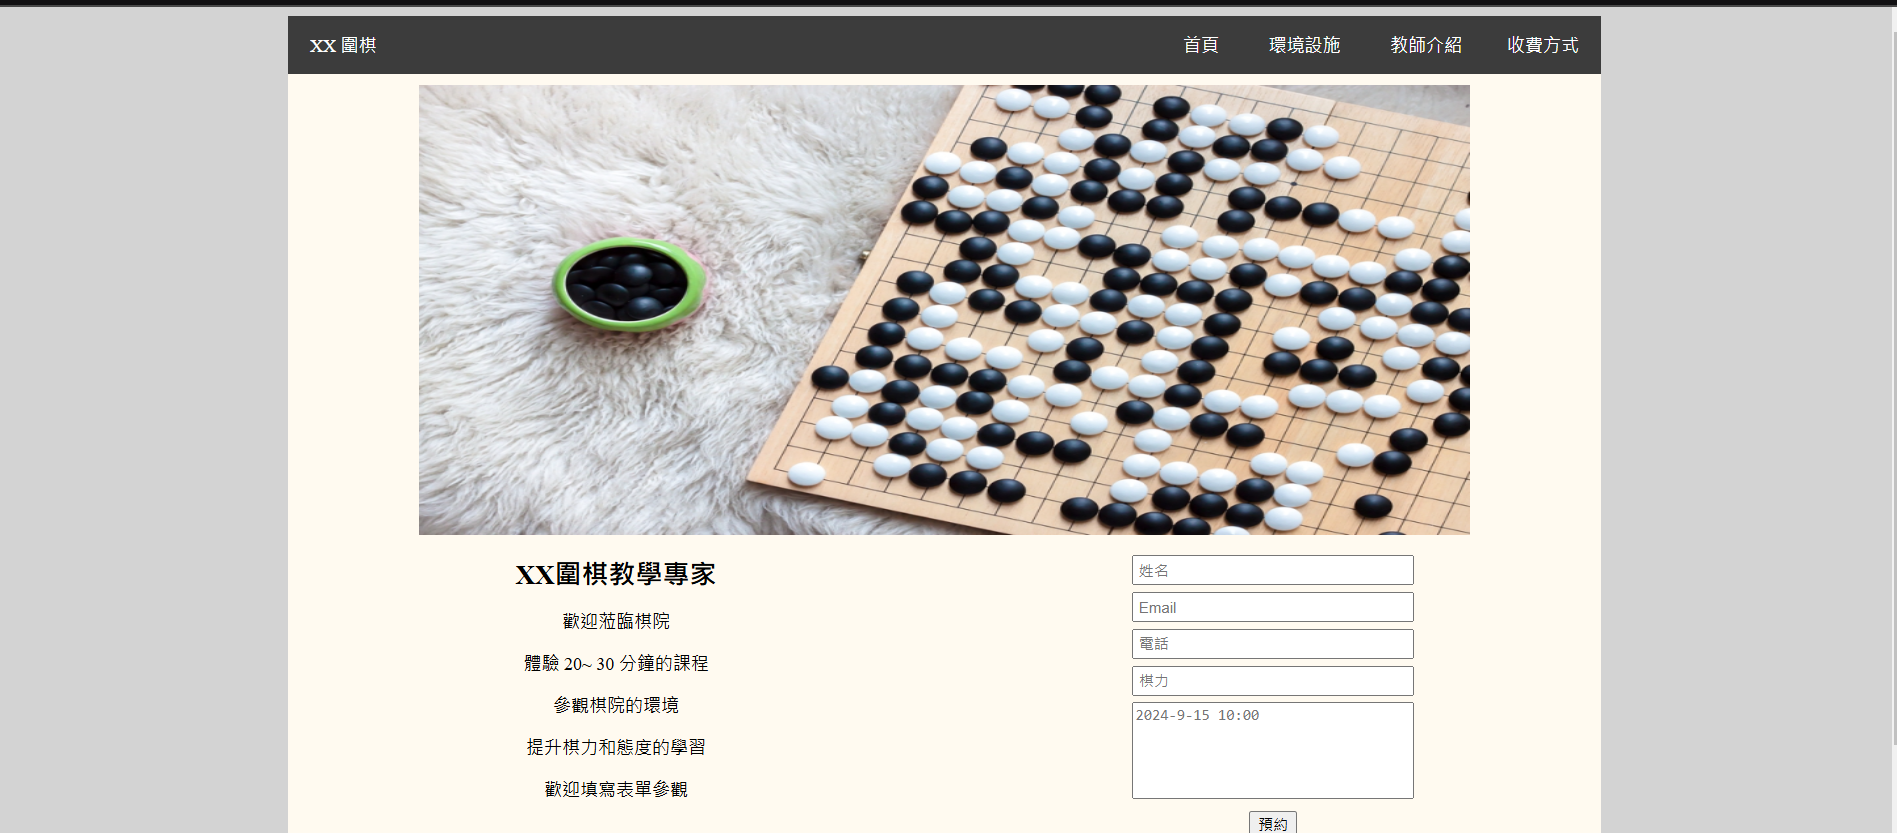 XX 圍棋
首頁 環境設施 教師介紹 收費方式
XX圍棋教學專家
歡迎蒞臨棋院
體驗 20~ 30 分鐘的課程
參觀棋院的環境
提升棋力和態度的學習
歡迎填寫表單參觀
姓名
Email
電話
棋力
2024-9-15 10:00
預約